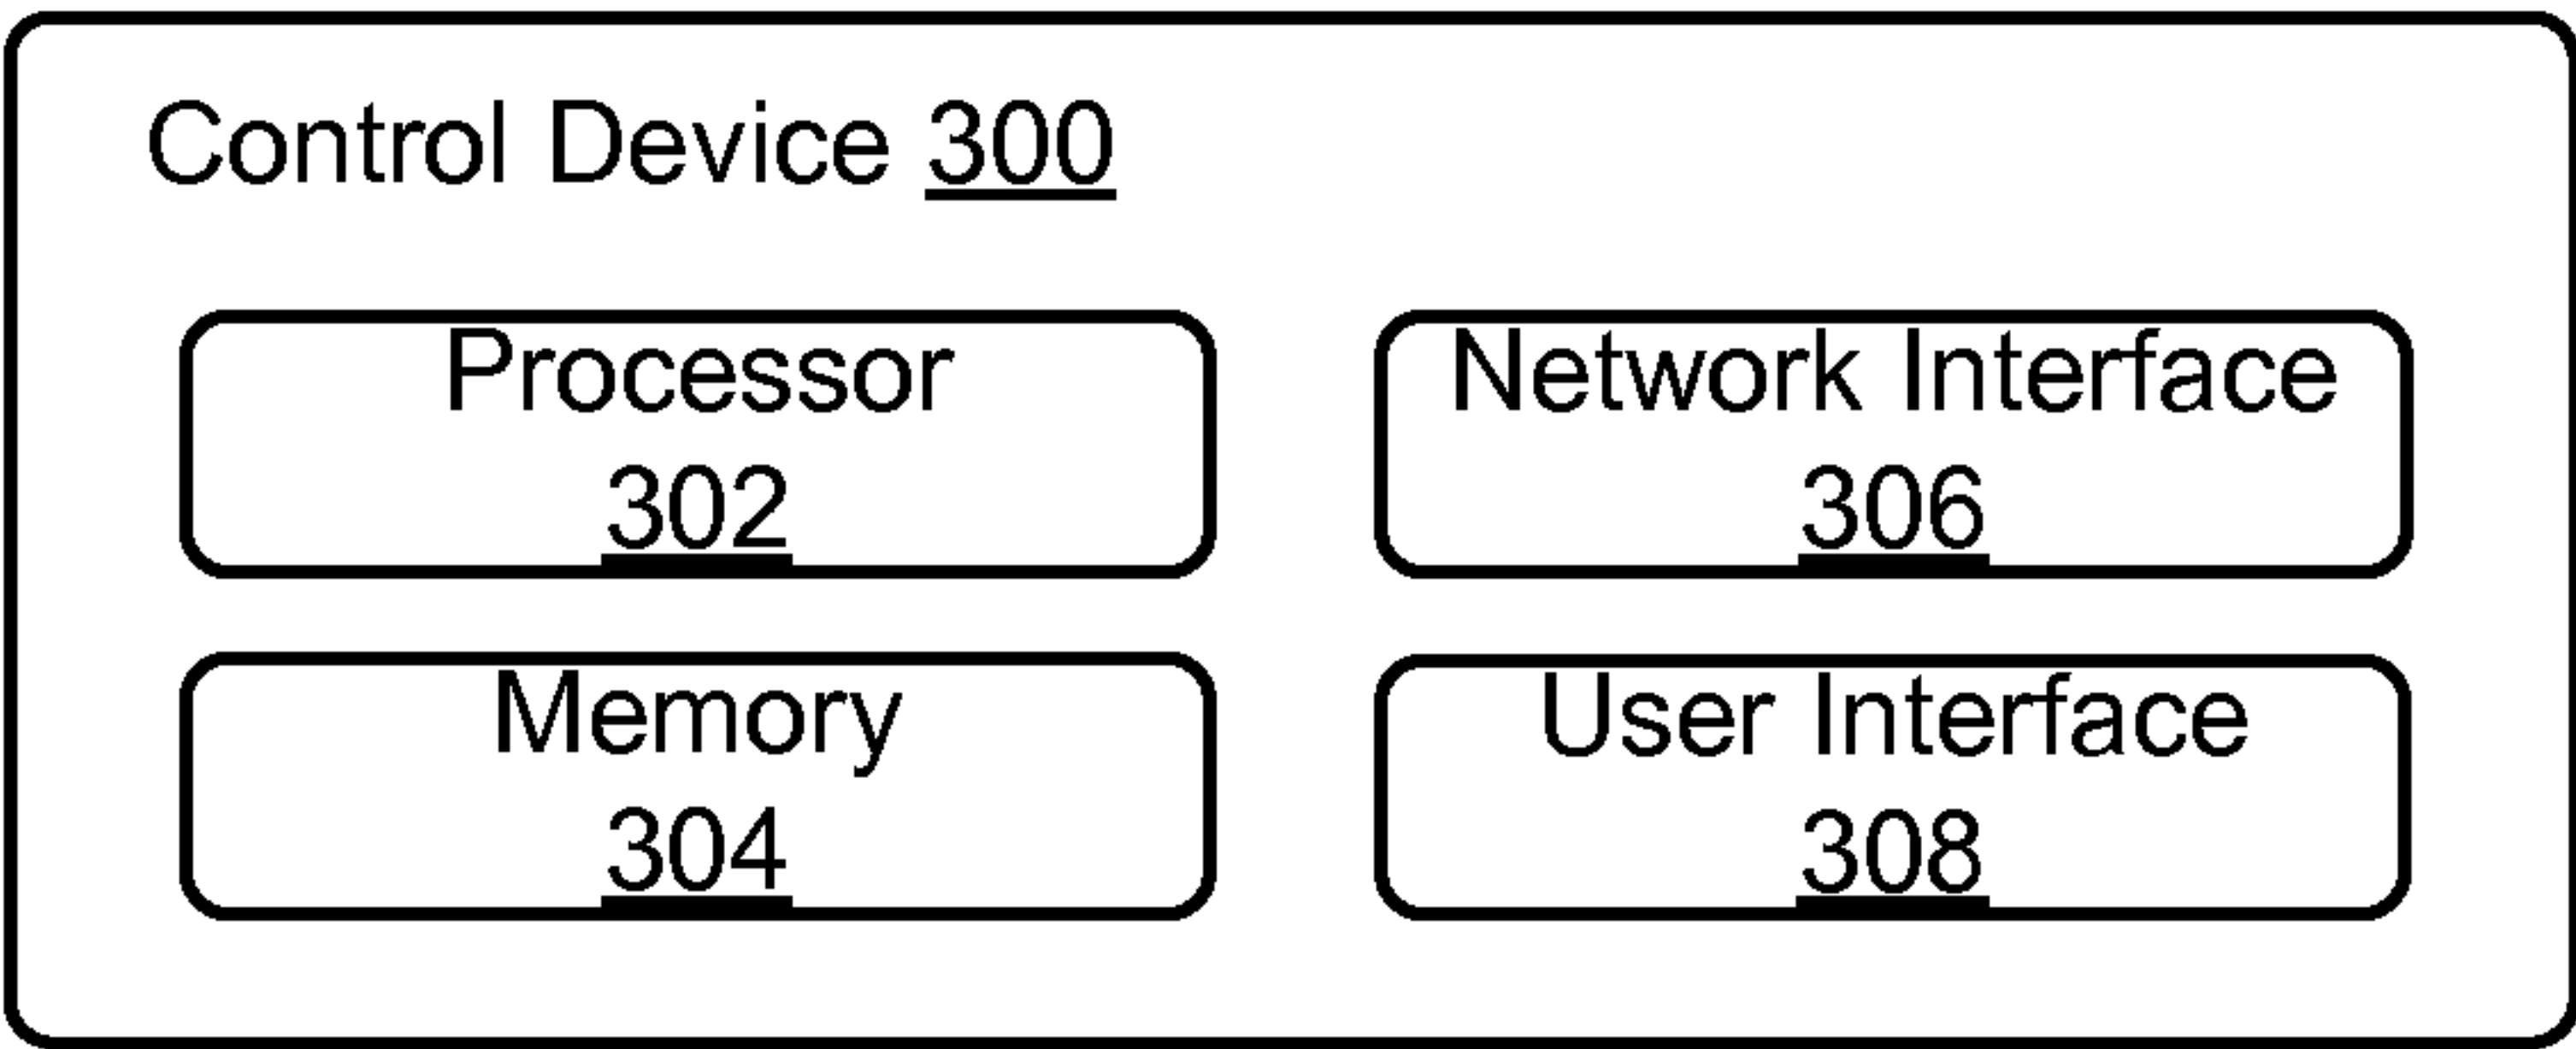 Control Device 300
Processor
302
Network Interface
306
Memory
304
User Interface
308